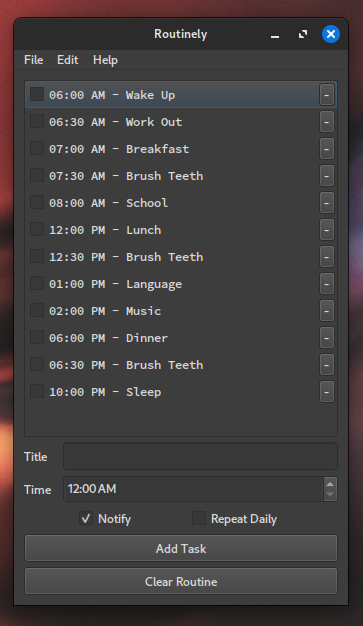 Routinely
File Edit Help
06:00 AM - Wake Up -
06:30 AM - Work Out -
07:00 AM - Breakfast -
07:30 AM - Brush Teeth -
08:00 AM - School -
12:00 PM - Lunch -
12:30 PM - Brush Teeth -
01:00 PM - Language -
02:00 PM - Music -
06:00 PM - Dinner -
06:30 PM - Brush Teeth -
10:00 PM - Sleep -
Title
Time 12:00 AM
Notify Repeat Daily
Add Task
Clear Routine